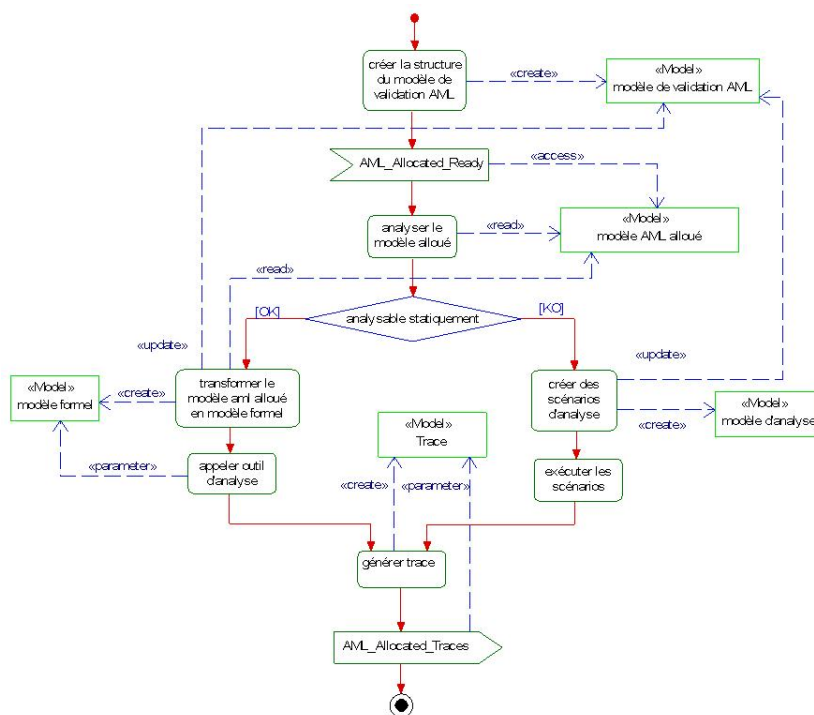 créer la structure
du modèle de
validation AML
«create»
«Model»
modèle de validation AML
AML_Allocated_Ready
«access»
analyser le
modèle alloué
«read»
«Model»
modèle AML alloué
«read»
[OK]
analysable statiquement
[KO]
«update»
«update»
«Model»
modèle formel
«create»
transformer le
modèle aml alloué
en modèle formel
créer des
scénarios
d'analyse
«create»
«Model»
modèle d'analyse
«Model»
Trace
«parameter»
appeler outil
d'analyse
«create»
«parameter»
exécuter les
scénarios
générer trace
AML_Allocated_Traces